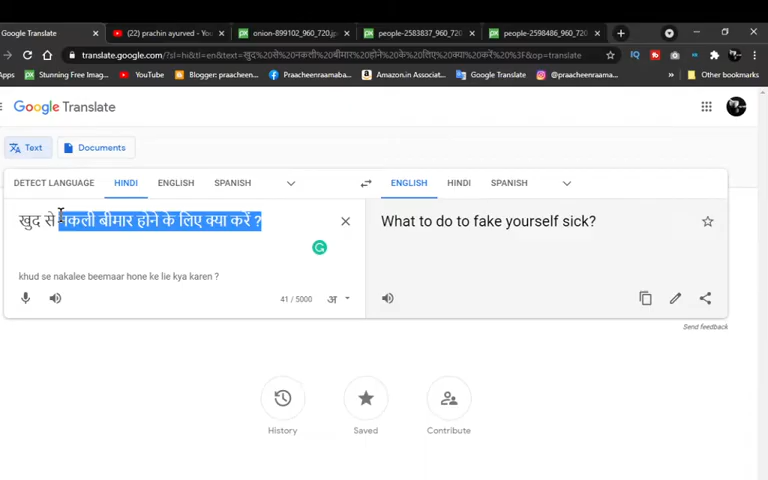 Google Translate
(22) prachin ayurved - You
onion-899102_960_720.jp
people-2583837_960_720
people-2598486_960_720
translate.google.com/?sl=hi&tl=en&text=खुद%20से%20नकली%20बीमार%20होने%20के%20लिए%20क्या%20करें%20%3F&op=translate
Apps
Stunning Free Imag...
YouTube
Blogger: praacheen...
Praacheenraamaba...
Amazon.in Associat...
Google Translate
@praacheenraama...
Other bookmarks
Google Translate
Text
Documents
DETECT LANGUAGE
HINDI
ENGLISH
SPANISH
ENGLISH
HINDI
SPANISH
खुद से नकली बीमार होने के लिए क्या करें ?
What to do to fake yourself sick?
khud se nakalee beemaar hone ke lie kya karen ?
41 / 5000
अ
Send feedback
History
Saved
Contribute